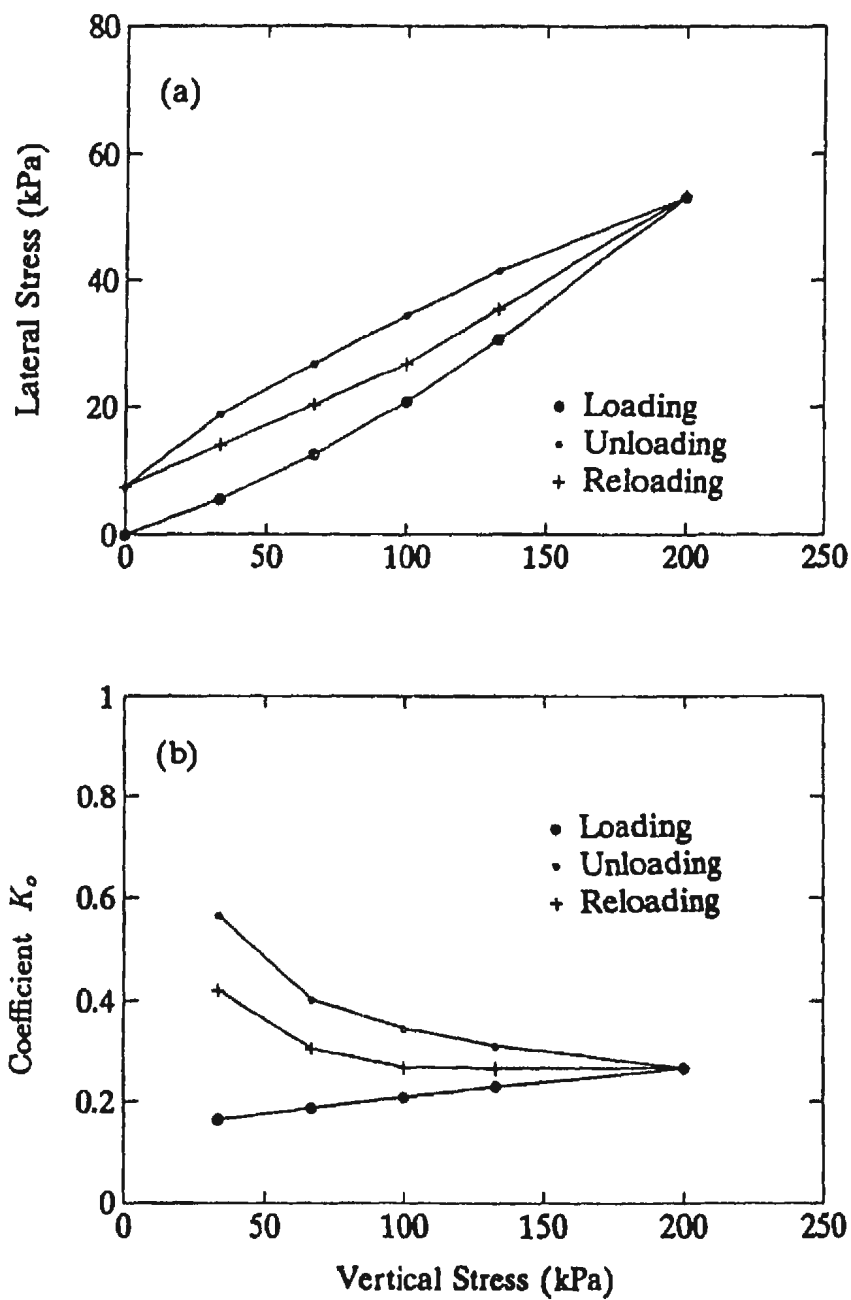 80
(a)
60
Lateral Stress (kPa)
40
20
Loading
Unloading
Reloading
0
0 50 100 150 200 250
1
(b)
0.8
Loading
Unloading
Reloading
0.6
Coefficient K₀
0.4
0.2
0
0 50 100 150 200 250
Vertical Stress (kPa)